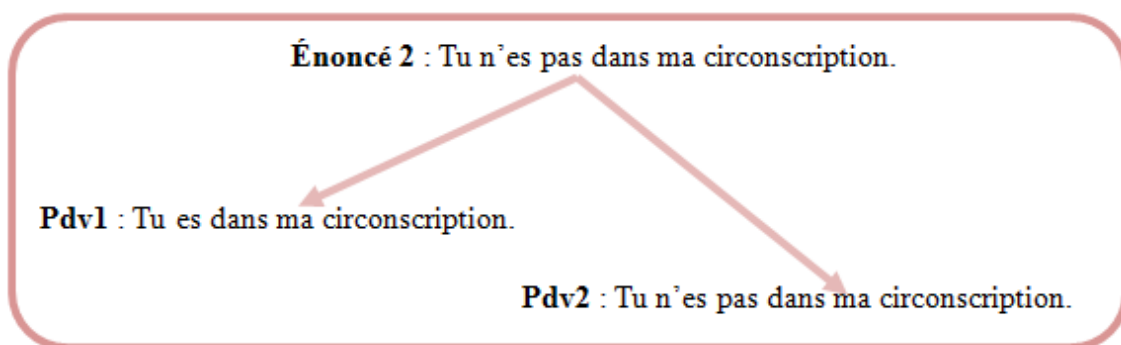 Énoncé 2 : Tu n’es pas dans ma circonscription.
Pdv1 : Tu es dans ma circonscription.
Pdv2 : Tu n’es pas dans ma circonscription.